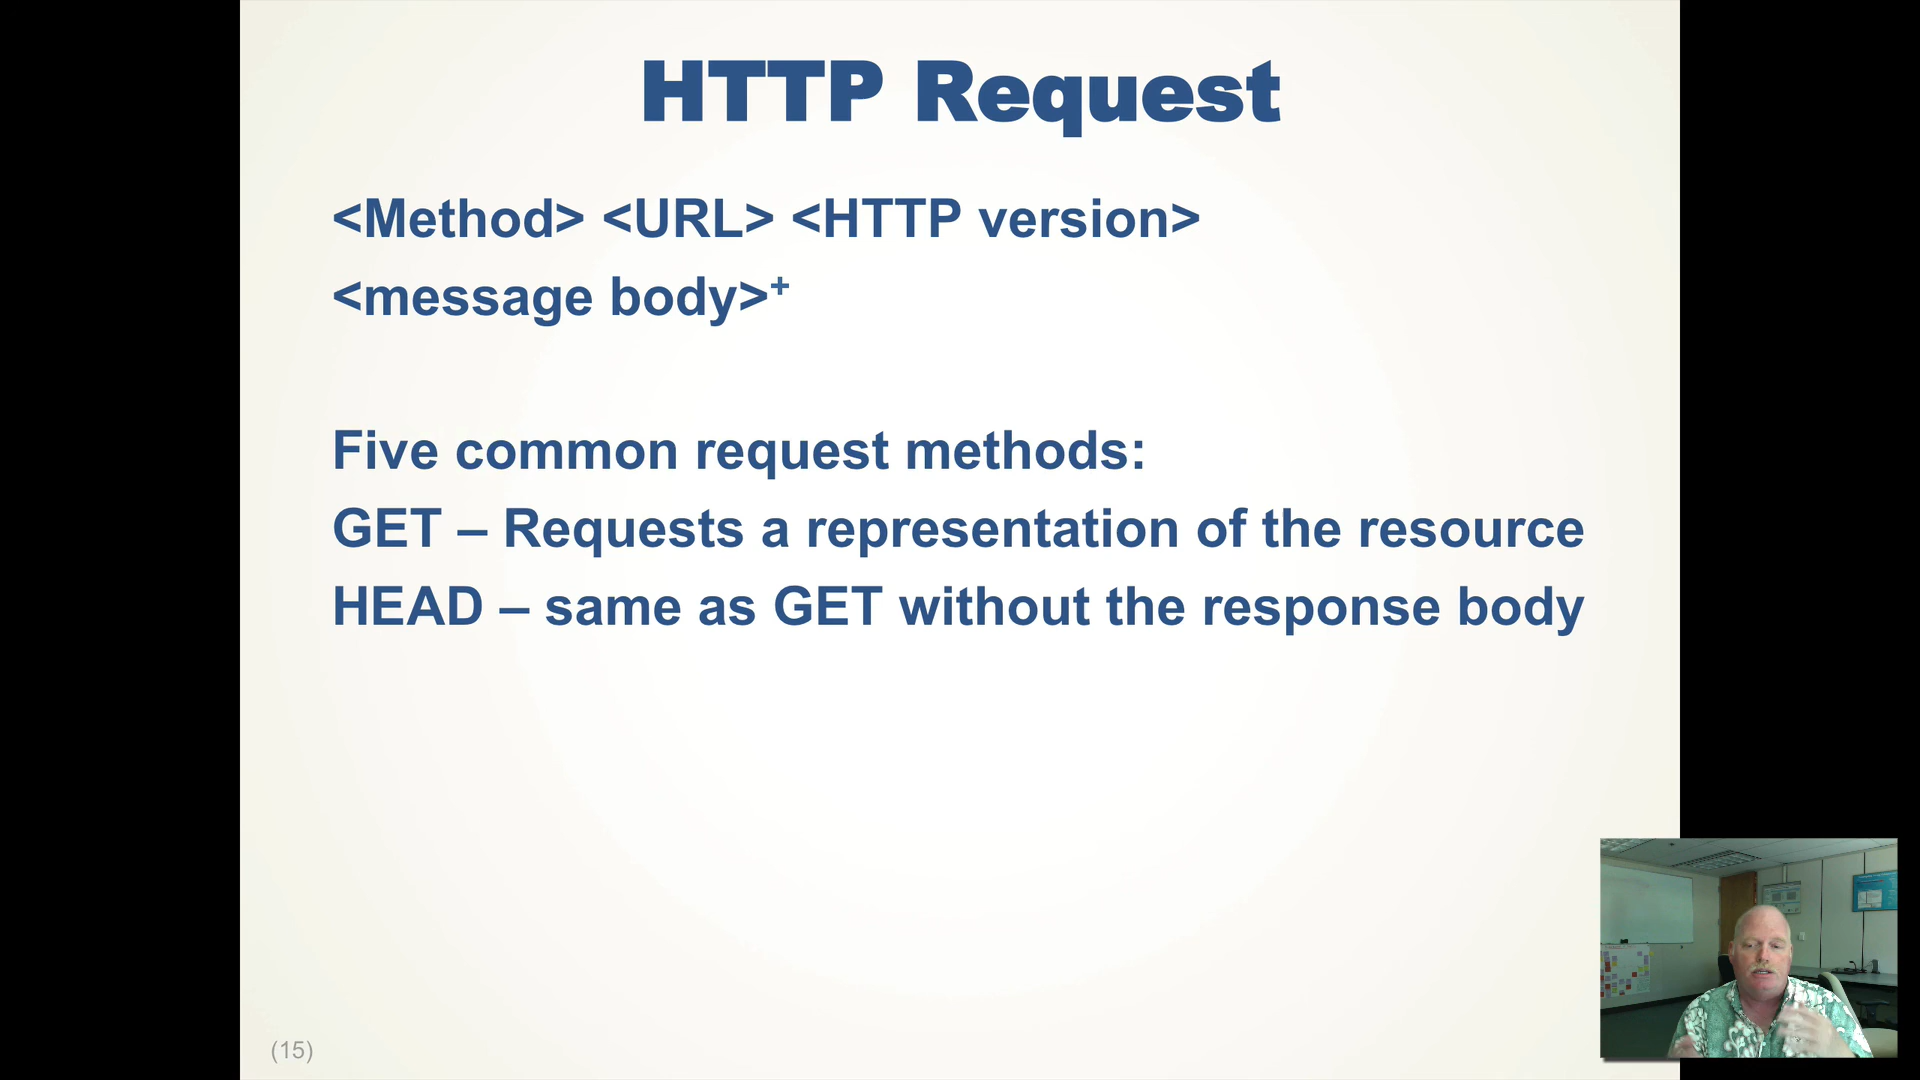 HTTP Request
<Method> <URL> <HTTP version>
<message body>+
Five common request methods:
GET – Requests a representation of the resource
HEAD – same as GET without the response body
(15)